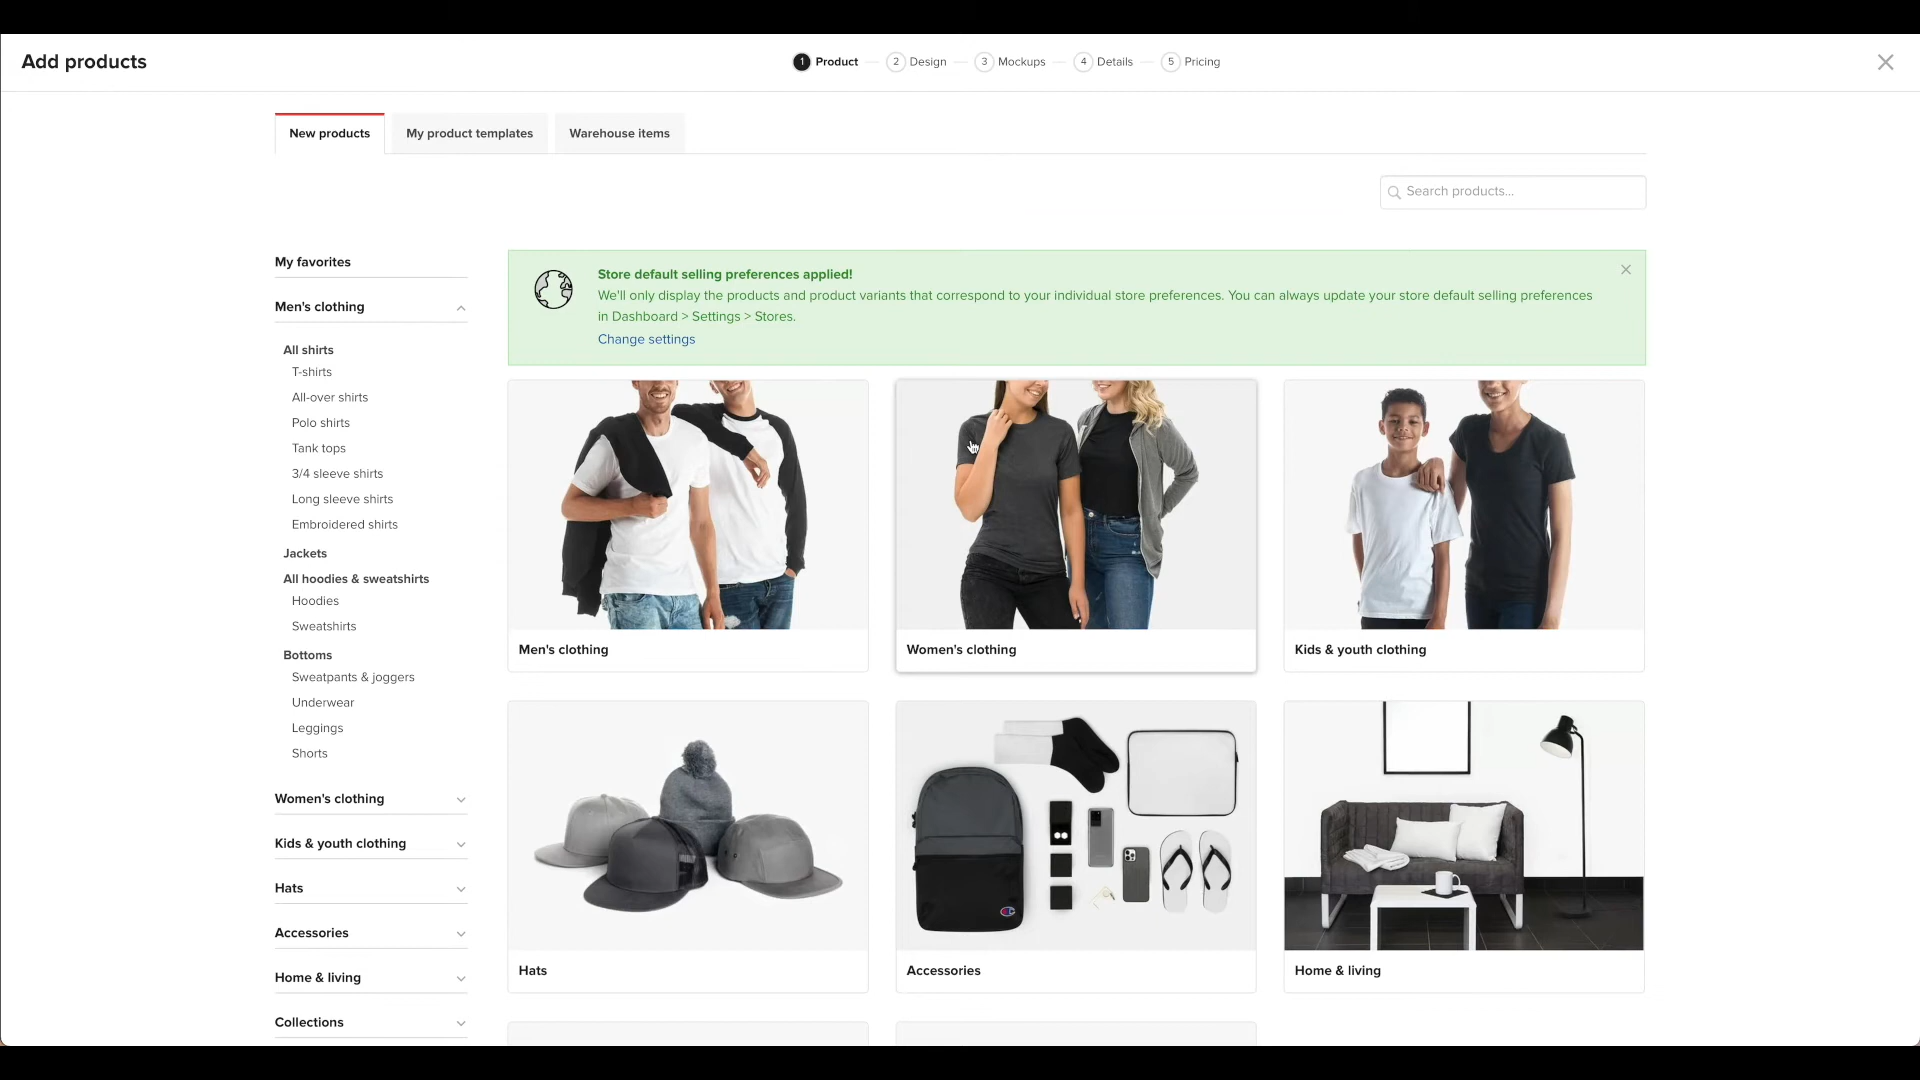 Add products
1 Product
2 Design
3 Mockups
4 Details
5 Pricing
New products
My product templates
Warehouse items
Search products...
My favorites
Men's clothing
All shirts
T-shirts
All-over shirts
Polo shirts
Tank tops
3/4 sleeve shirts
Long sleeve shirts
Embroidered shirts
Jackets
All hoodies & sweatshirts
Hoodies
Sweatshirts
Bottoms
Sweatpants & joggers
Underwear
Leggings
Shorts
Women's clothing
Kids & youth clothing
Hats
Accessories
Home & living
Collections
Store default selling preferences applied!
We'll only display the products and product variants that correspond to your individual store preferences. You can always update your store default selling preferences
in Dashboard > Settings > Stores.
Change settings
Men's clothing
Women's clothing
Kids & youth clothing
Hats
Accessories
Home & living